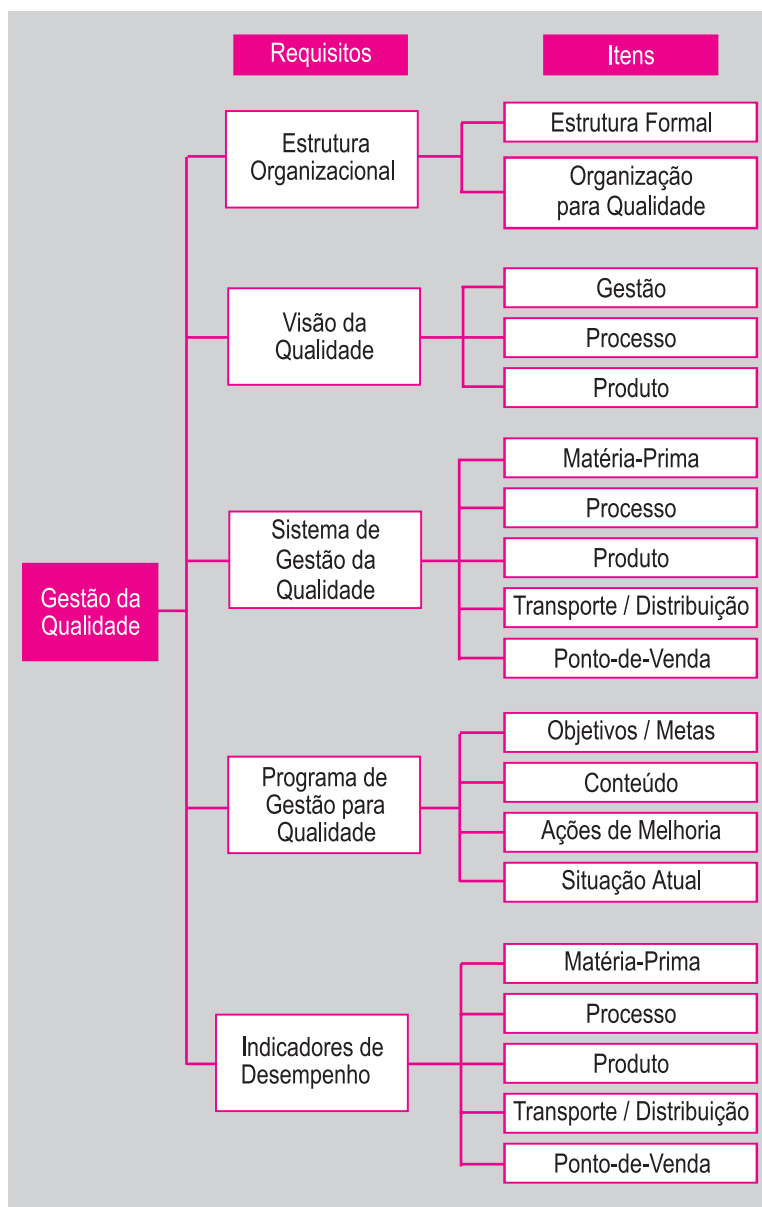 Requisitos
Itens
Estrutura
Organizacional
Estrutura Formal
Organização
para Qualidade
Visão da
Qualidade
Gestão
Processo
Produto
Sistema de
Gestão da
Qualidade
Matéria-Prima
Processo
Produto
Transporte / Distribuição
Ponto-de-Venda
Gestão da
Qualidade
Programa de
Gestão para
Qualidade
Objetivos / Metas
Conteúdo
Ações de Melhoria
Situação Atual
Indicadores de
Desempenho
Matéria-Prima
Processo
Produto
Transporte / Distribuição
Ponto-de-Venda